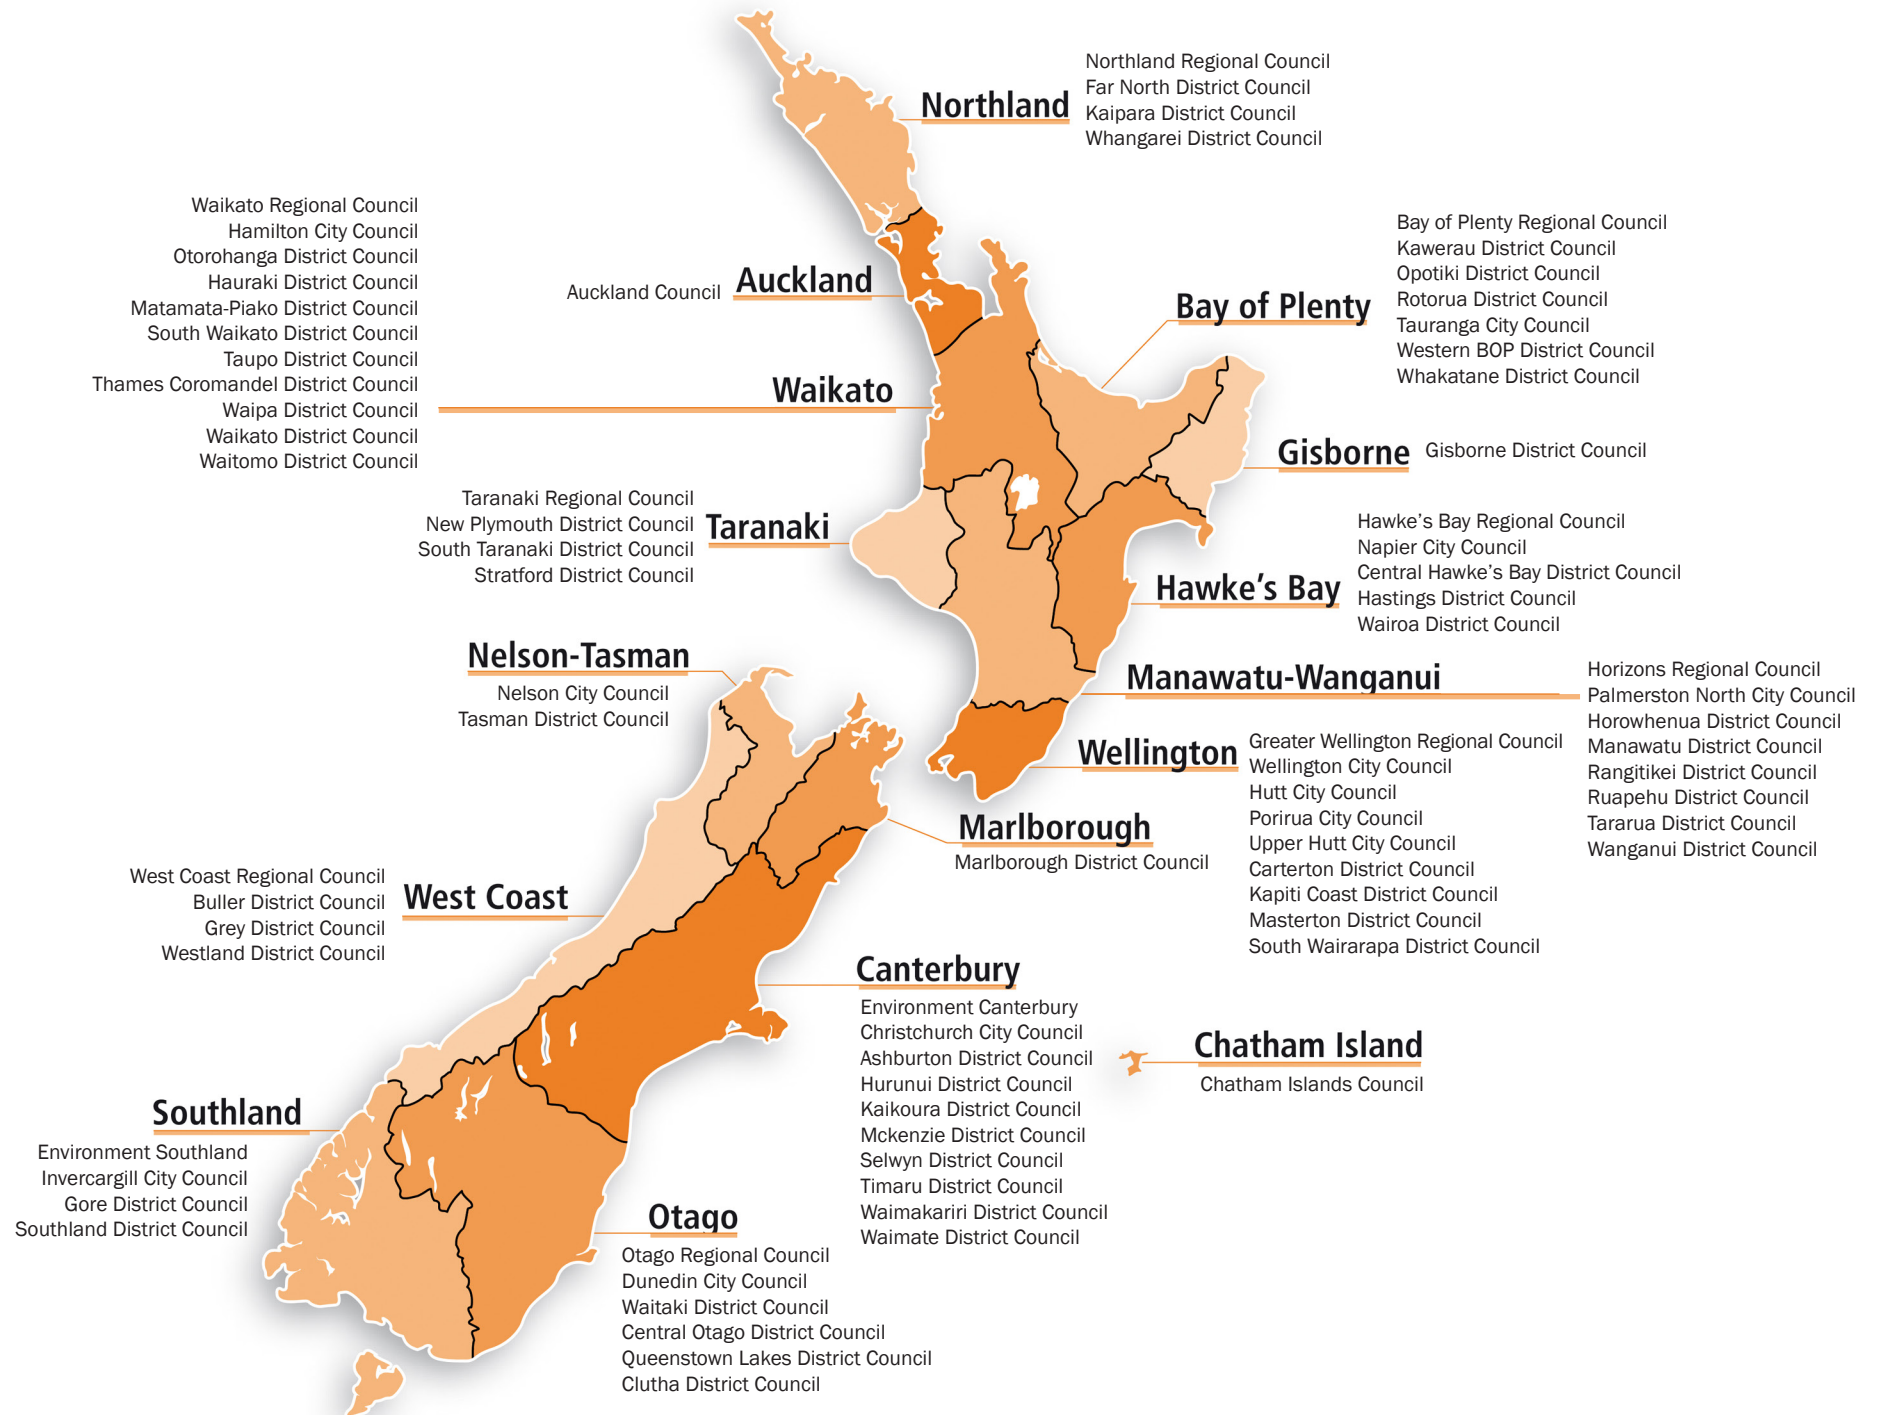 Northland
Northland Regional Council
Far North District Council
Kaipara District Council
Whangarei District Council
Waikato Regional Council
Hamilton City Council
Otorohanga District Council
Hauraki District Council
Matamata-Piako District Council
South Waikato District Council
Taupo District Council
Thames Coromandel District Council
Waipa District Council
Waikato District Council
Waitomo District Council
Waikato
Auckland Council
Auckland
Bay of Plenty
Bay of Plenty Regional Council
Kawerau District Council
Opotiki District Council
Rotorua District Council
Tauranga City Council
Western BOP District Council
Whakatane District Council
Gisborne
Gisborne District Council
Taranaki Regional Council
New Plymouth District Council
South Taranaki District Council
Stratford District Council
Taranaki
Hawke's Bay
Hawke's Bay Regional Council
Napier City Council
Central Hawke's Bay District Council
Hastings District Council
Wairoa District Council
Nelson-Tasman
Nelson City Council
Tasman District Council
Manawatu-Wanganui
Horizons Regional Council
Palmerston North City Council
Horowhenua District Council
Manawatu District Council
Rangitikei District Council
Ruapehu District Council
Tararua District Council
Wanganui District Council
Wellington
Greater Wellington Regional Council
Wellington City Council
Hutt City Council
Porirua City Council
Upper Hutt City Council
Carterton District Council
Kapiti Coast District Council
Masterton District Council
South Wairarapa District Council
Marlborough
Marlborough District Council
West Coast Regional Council
Buller District Council
Grey District Council
Westland District Council
West Coast
Canterbury
Environment Canterbury
Christchurch City Council
Ashburton District Council
Hurunui District Council
Kaikoura District Council
Mckenzie District Council
Selwyn District Council
Timaru District Council
Waimakariri District Council
Waimate District Council
Chatham Island
Chatham Islands Council
Southland
Environment Southland
Invercargill City Council
Gore District Council
Southland District Council
Otago
Otago Regional Council
Dunedin City Council
Waitaki District Council
Central Otago District Council
Queenstown Lakes District Council
Clutha District Council